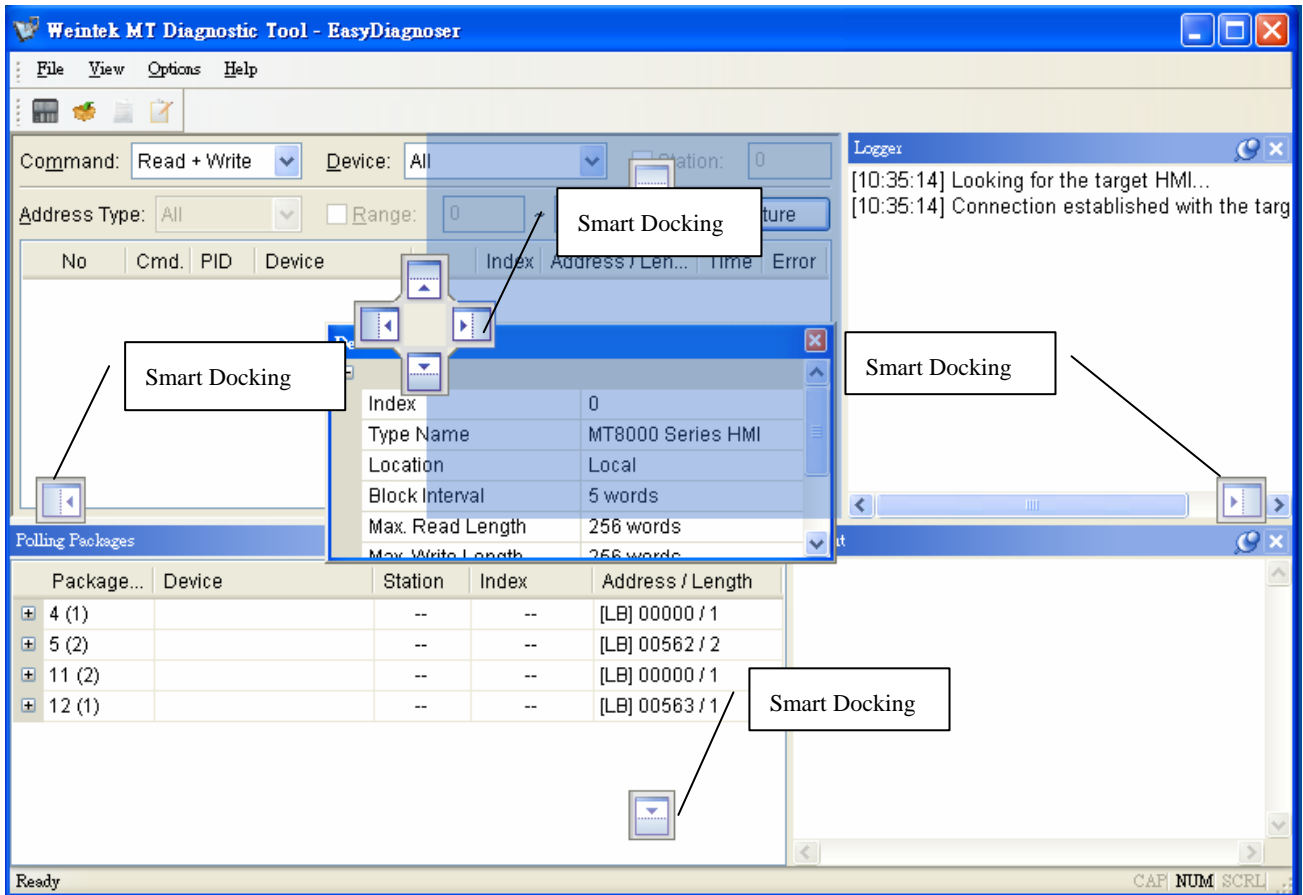 Weintek MT Diagnostic Tool - EasyDiagnoser
File View Options Help
Command: Read + Write Device: All Station: 0
Address Type: All Range: 0
Smart Docking
No Cmd. PID Device Index Address / Len... Time Error
Logger
[10:35:14] Looking for the target HMI...
[10:35:14] Connection established with the targ
Smart Docking
Smart Docking
Index 0
Type Name MT8000 Series HMI
Location Local
Block Interval 5 words
Max. Read Length 256 words
Max. Write Length 256 words
Polling Packages
Package... Device Station Index Address / Length
4 (1) -- -- [LB] 00000 / 1
5 (2) -- -- [LB] 00562 / 2
11 (2) -- -- [LB] 00000 / 1
12 (1) -- -- [LB] 00563 / 1
Smart Docking
Ready CAP NUM SCRL